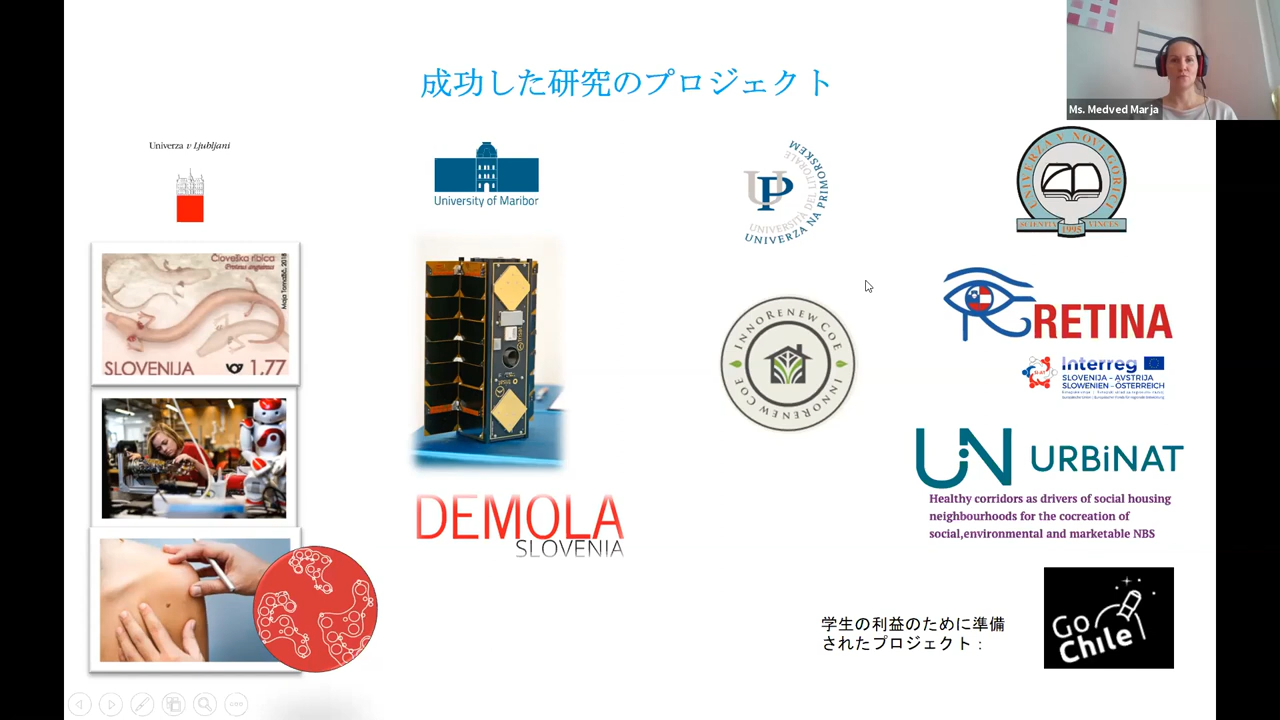 成功した研究のプロジェクト
Ms. Medved Marja
Univerza v Ljubljani
University of Maribor
UP
UNIVERSITÀ DEL LITORALE
UNIVERZA NA PRIMORSKEM
UNIVERZA V NOVI GORICI
SCIENTIA VINCES
1995
Človeška ribica
Proteus anguinus
Maja Tomažič, 2018
SLOVENIJA 1.77
INNORENEW COE
INNORENEW COE
RETINA
Interreg
SLOVENIJA – AVSTRIJA
SLOWENIEN – ÖSTERREICH
UN URBiNAT
Healthy corridors as drivers of social housing
neighbourhoods for the cocreation of
social,environmental and marketable NBS
DEMOLA
SLOVENIA
学生の利益のために準備
されたプロジェクト：
Go
Chile